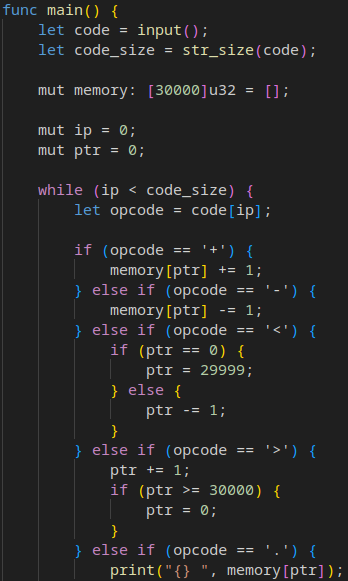 func main() {
    let code = input();
    let code_size = str_size(code);

    mut memory: [30000]u32 = [];

    mut ip = 0;
    mut ptr = 0;

    while (ip < code_size) {
        let opcode = code[ip];

        if (opcode == '+') {
            memory[ptr] += 1;
        } else if (opcode == '-') {
            memory[ptr] -= 1;
        } else if (opcode == '<') {
            if (ptr == 0) {
                ptr = 29999;
            } else {
                ptr -= 1;
            }
        } else if (opcode == '>') {
            ptr += 1;
            if (ptr >= 30000) {
                ptr = 0;
            }
        } else if (opcode == '.') {
            print("{} ", memory[ptr]);